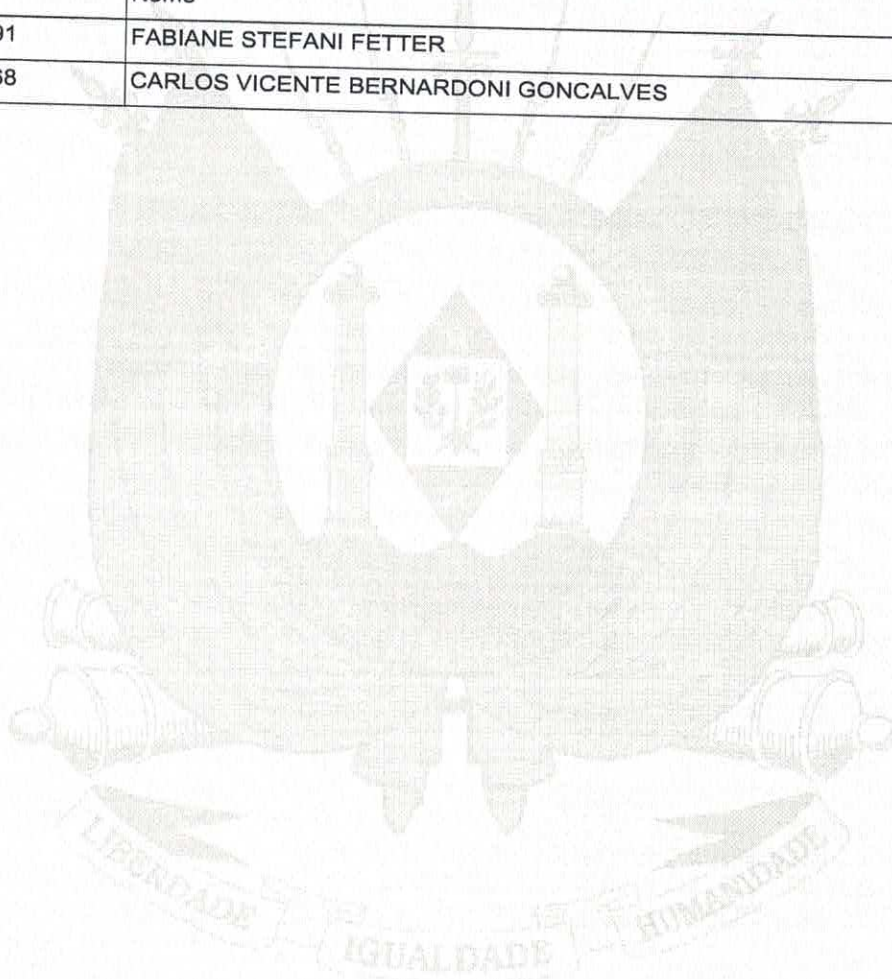 Nome
91 FABIANE STEFANI FETTER
68 CARLOS VICENTE BERNARDONI GONCALVES
LIBERDADE
IGUALDADE
HUMANIDADE